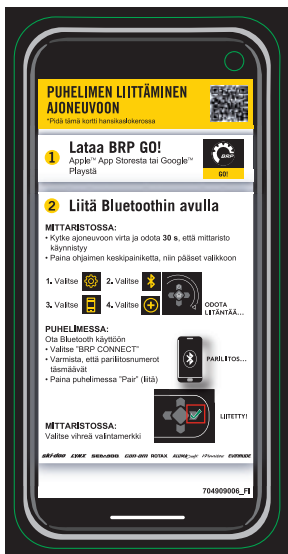 PUHELIMEN LIITTÄMINEN
AJONEUVOON
*Pidä tämä kortti hansikaslokerossa
1 Lataa BRP GO!
Apple™ App Storesta tai Google™
Playstä
BRP
GO!
2 Liitä Bluetoothin avulla
MITTARISTOSSA:
• Kytke ajoneuvoon virta ja odota 30 s, että mittaristo
käynnistyy
• Paina ohjaimen keskipainiketta, niin pääset valikkoon
1. Valitse 2. Valitse
3. Valitse 4. Valitse
ODOTA
LIITÄNTÄÄ...
PUHELIMESSA:
Ota Bluetooth käyttöön
• Valitse "BRP CONNECT"
• Varmista, että pariliitosnumerot
täsmäävät
• Paina puhelimessa "Pair" (liitä)
PARILIITOS...
LIITETTY!
MITTARISTOSSA:
Valitse vihreä valintamerkki
ski-doo LYNX SEA-DOO can-am ROTAX ALUMACRAFT Manitou EVINRUDE
704909006_FI